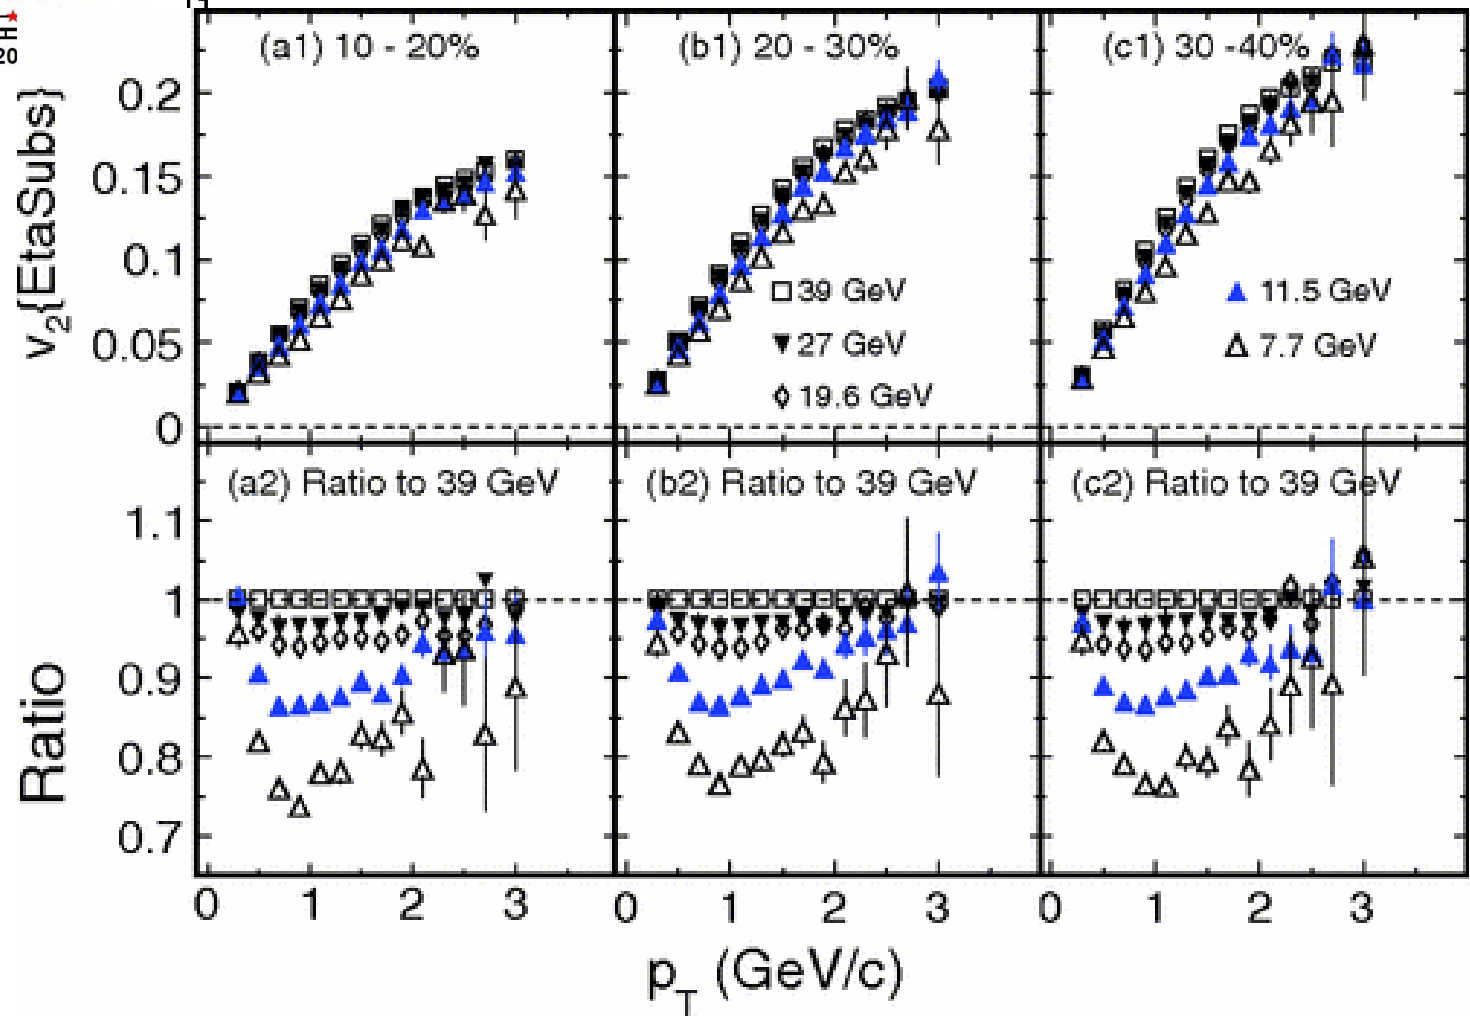 H★
20
(a1) 10 - 20%
(b1) 20 - 30%
(c1) 30 -40%
v2{EtaSubs}
0.2
0.15
0.1
0.05
0
39 GeV
27 GeV
19.6 GeV
11.5 GeV
7.7 GeV
(a2) Ratio to 39 GeV
(b2) Ratio to 39 GeV
(c2) Ratio to 39 GeV
Ratio
1.1
1
0.9
0.8
0.7
0 1 2 3
0 1 2 3
0 1 2 3
pT (GeV/c)